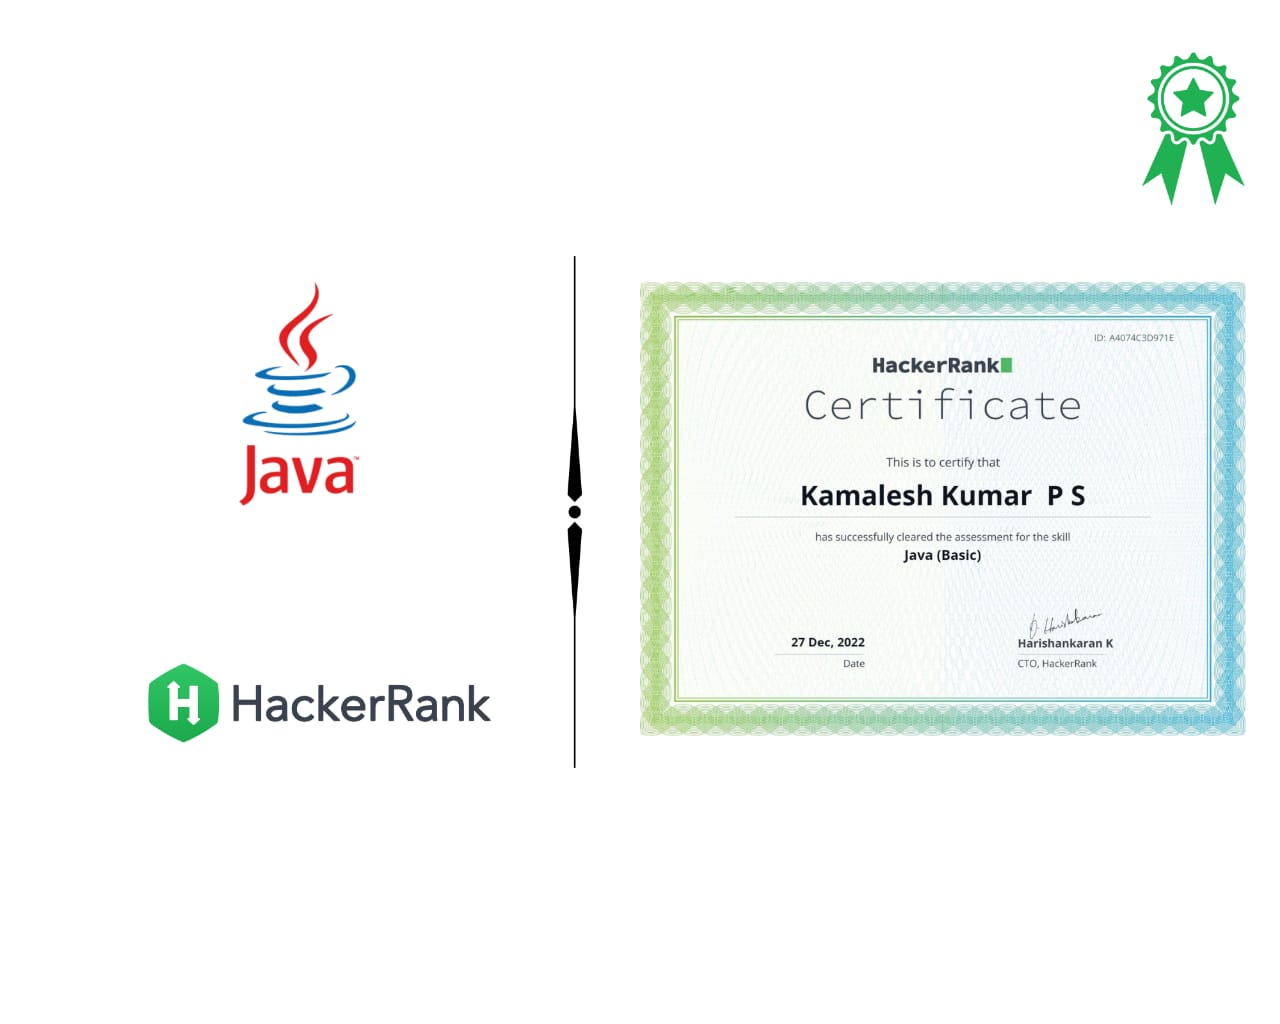 Java™
HackerRank
ID: A4074C3D971E
HackerRank
Certificate
This is to certify that
Kamalesh Kumar P S
has successfully cleared the assessment for the skill
Java (Basic)
27 Dec, 2022
Date
Harishankaran K
CTO, HackerRank